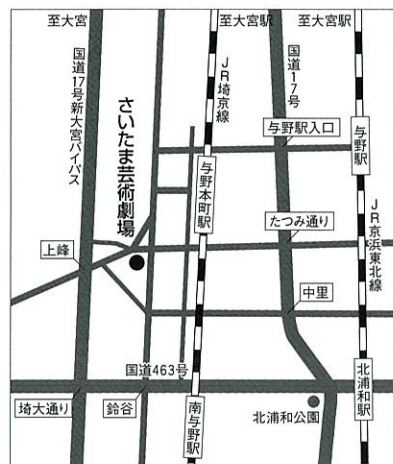 至大宮
至大宮駅
至大宮駅
国道17号新大宮バイパス
さいたま芸術劇場
JR埼京線
国道17号
与野駅入口
与野駅
与野本町駅
JR京浜東北線
たつみ通り
上峰
中里
国道463号
埼大通り
鈴谷
南与野駅
北浦和公園
北浦和駅